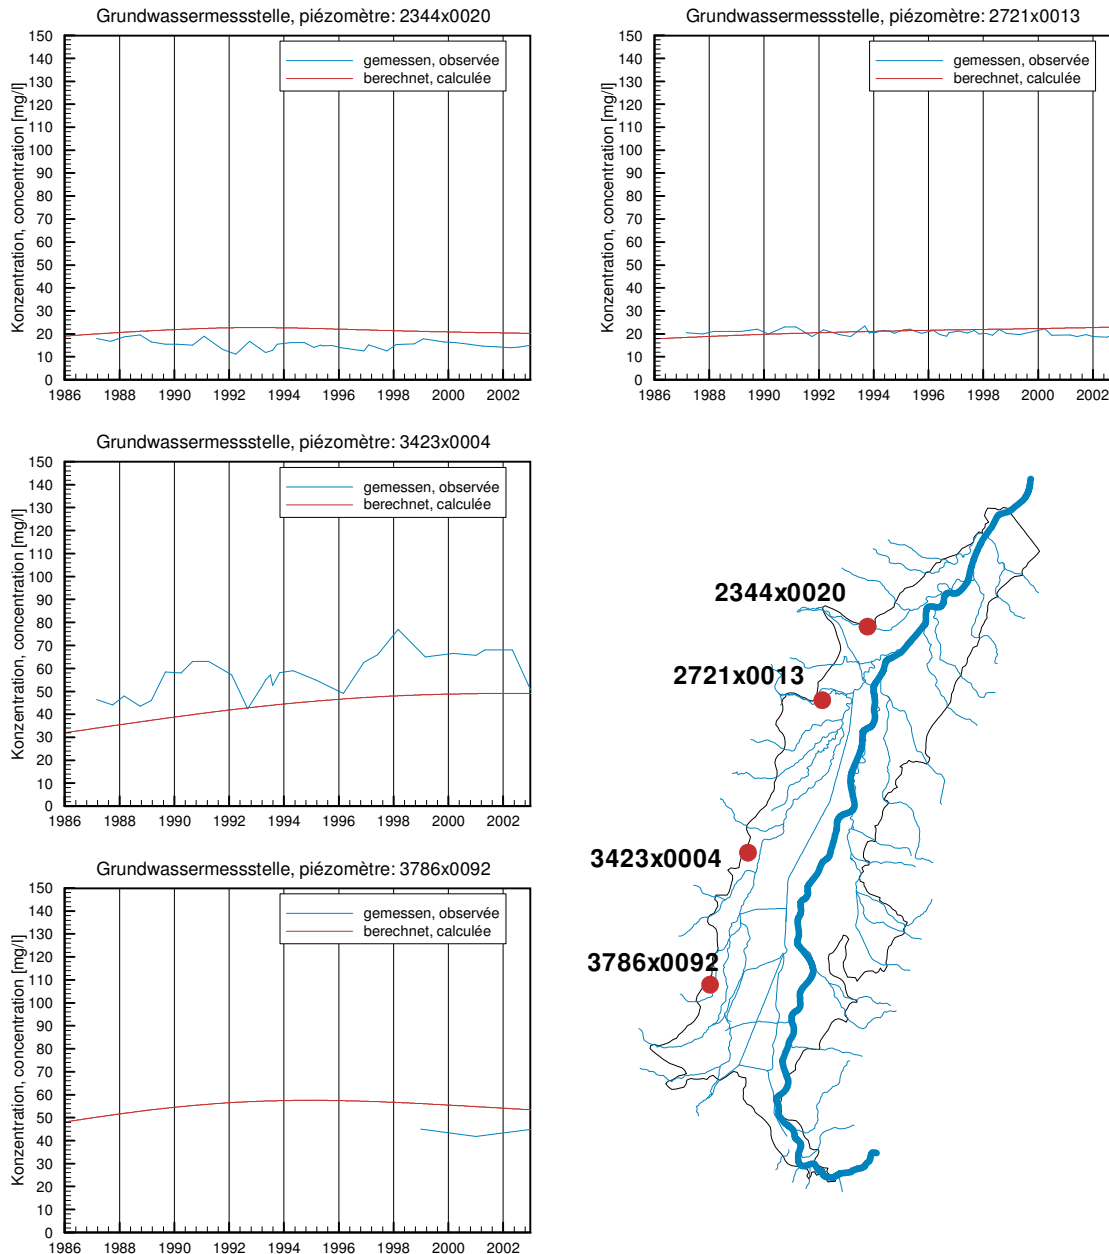 Grundwassermessstelle, piézomètre: 2344x0020
Konzentration, concentration [mg/l]
150
140
130
120
110
100
90
80
70
60
50
40
30
20
10
0
gemessen, observée
berechnet, calculée
1986 1988 1990 1992 1994 1996 1998 2000 2002
Grundwassermessstelle, piézomètre: 2721x0013
Konzentration, concentration [mg/l]
150
140
130
120
110
100
90
80
70
60
50
40
30
20
10
0
gemessen, observée
berechnet, calculée
1986 1988 1990 1992 1994 1996 1998 2000 2002
Grundwassermessstelle, piézomètre: 3423x0004
Konzentration, concentration [mg/l]
150
140
130
120
110
100
90
80
70
60
50
40
30
20
10
0
gemessen, observée
berechnet, calculée
1986 1988 1990 1992 1994 1996 1998 2000 2002
Grundwassermessstelle, piézomètre: 3786x0092
Konzentration, concentration [mg/l]
150
140
130
120
110
100
90
80
70
60
50
40
30
20
10
0
gemessen, observée
berechnet, calculée
1986 1988 1990 1992 1994 1996 1998 2000 2002
2344x0020
2721x0013
3423x0004
3786x0092